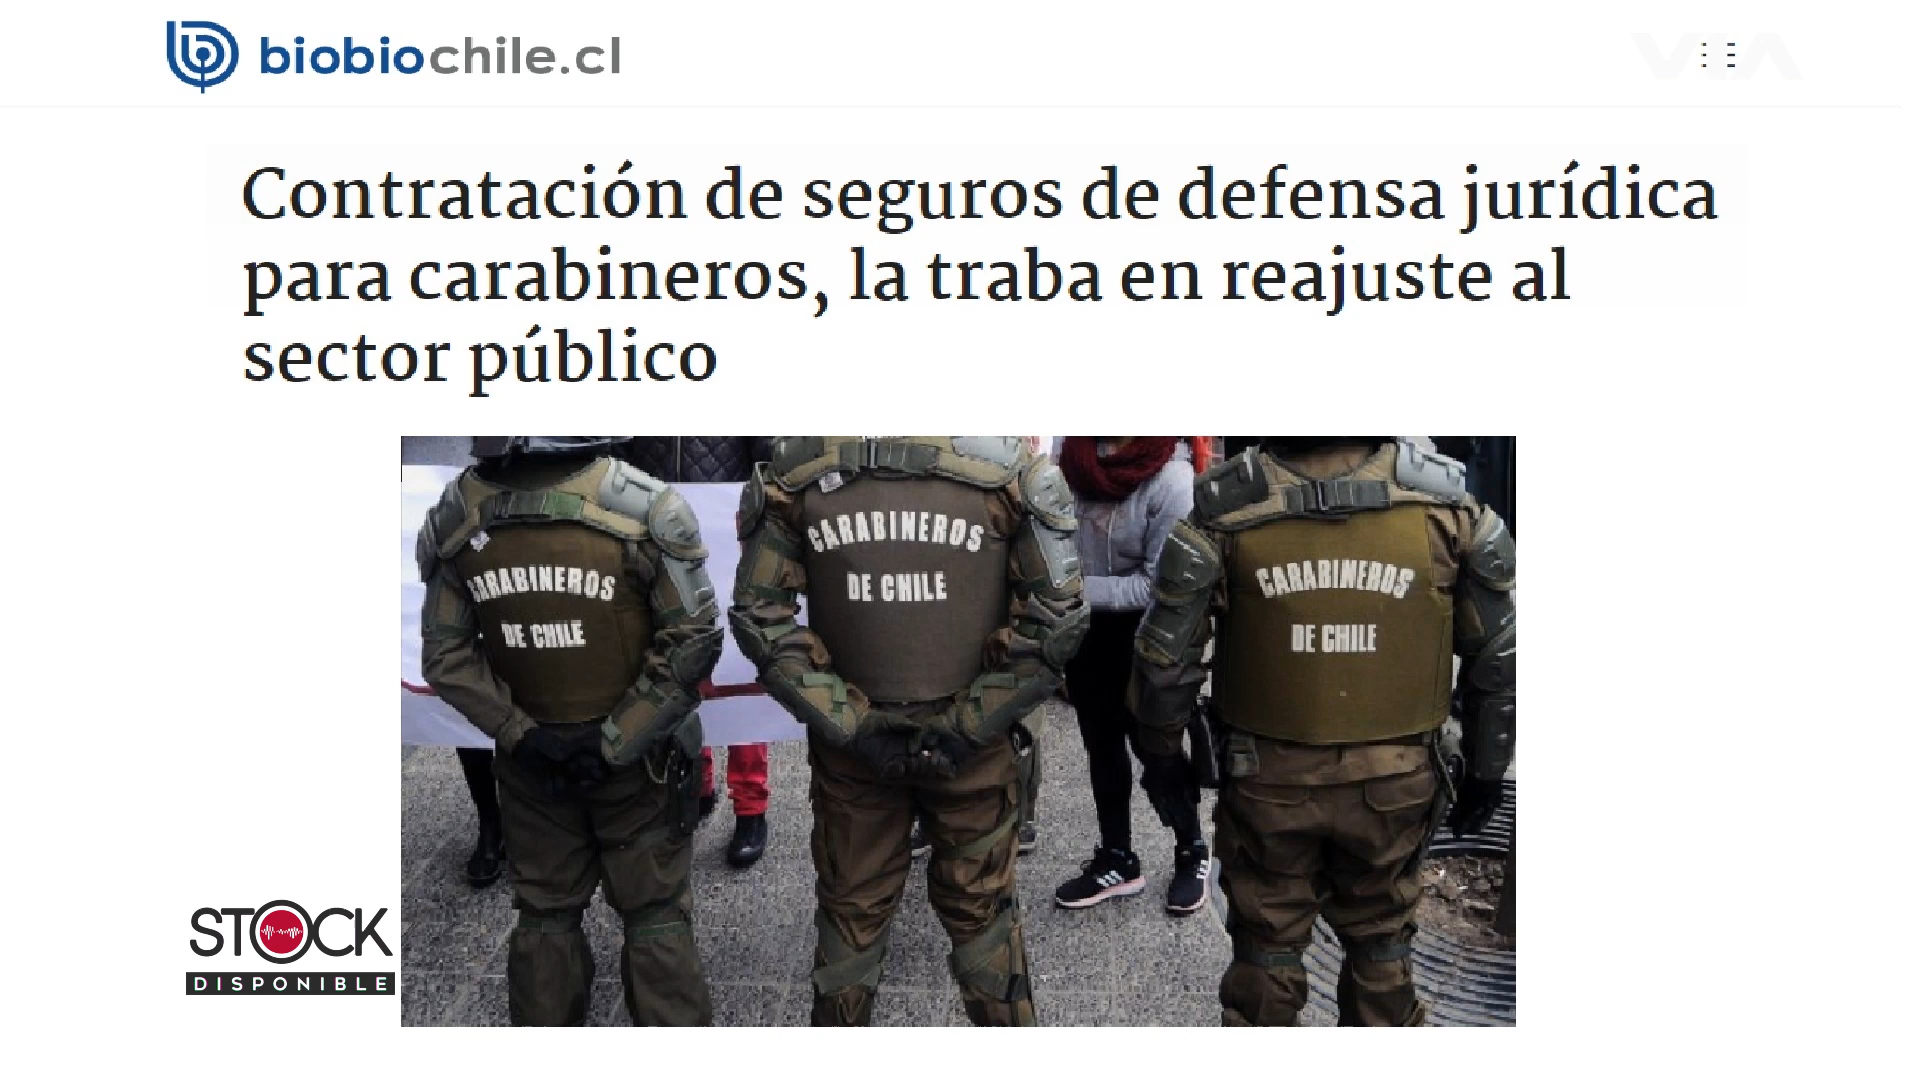 biobiochile.cl
VIA
Contratación de seguros de defensa jurídica
para carabineros, la traba en reajuste al
sector público
CARABINEROS
DE CHILE
CARABINEROS
DE CHILE
CARABINEROS
DE CHILE
STOCK
DISPONIBLE